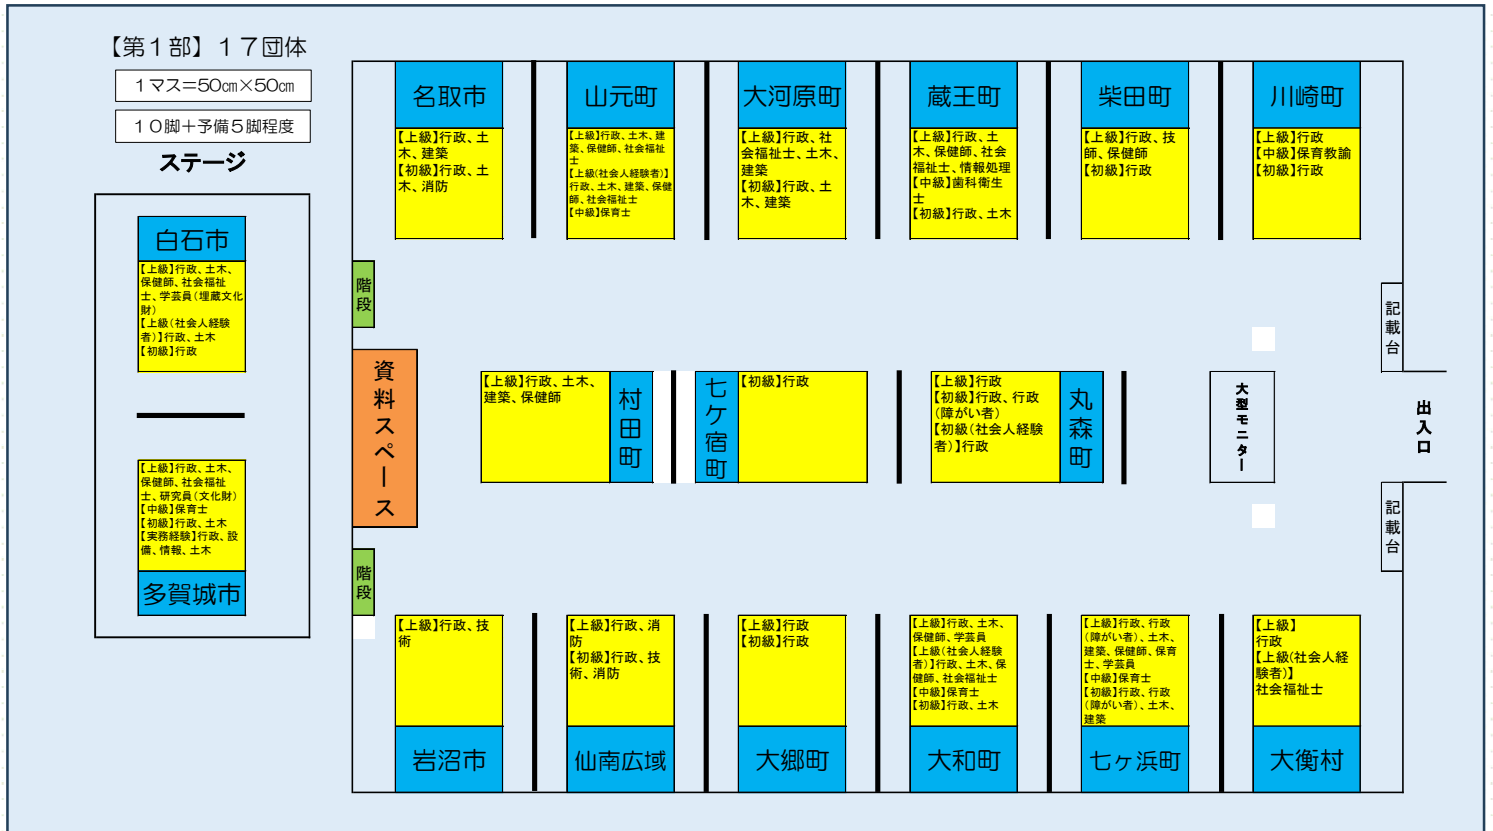 【第１部】１７団体
１マス＝50㎝×50㎝
１０脚＋予備５脚程度
ステージ
白石市
【上級】行政、土木、
保健師、社会福祉
士、学芸員（埋蔵文化
財）
【上級（社会人経験
者）】行政、土木
【初級】行政
【上級】行政、土木、
保健師、社会福祉
士、研究員（文化財）
【中級】保育士
【初級】行政、土木
【実務経験】行政、設
備、情報、土木
多賀城市
名取市
【上級】行政、土
木、建築
【初級】行政、土
木、消防
山元町
【上級】行政、土木、建
築、保健師、社会福祉
士
【上級（社会人経験者）】
行政、土木、建築、保健
師、社会福祉士
【中級】保育士
大河原町
【上級】行政、社
会福祉士、土木、
建築
【初級】行政、土
木、建築
蔵王町
【上級】行政、土
木、保健師、社会
福祉士、情報処理
【中級】歯科衛生
士
【初級】行政、土木
柴田町
【上級】行政、技
師、保健師
【初級】行政
川崎町
【上級】行政
【中級】保育教諭
【初級】行政
階段
資料スペース
階段
【上級】行政、土木、
建築、保健師
村田町
七ケ宿町
【初級】行政
【上級】行政
【初級】行政、行政
（障がい者）
【初級（社会人経験
者）】行政
丸森町
大型モニター
記載台
出入口
記載台
【上級】行政、技
術
岩沼市
【上級】行政、消
防
【初級】行政、技
術、消防
仙南広域
【上級】行政
【初級】行政
大郷町
【上級】行政、土木、
保健師、学芸員
【上級（社会人経験
者）】行政、土木、保
健師、社会福祉士
【中級】保育士
【初級】行政、土木
大和町
【上級】行政、行政
（障がい者）、土木、
建築、保健師、保育
士、学芸員
【中級】保育士
【初級】行政、行政
（障がい者）、土木、
建築
七ヶ浜町
【上級】
行政
【上級（社会人経
験者）】
社会福祉士
大衡村